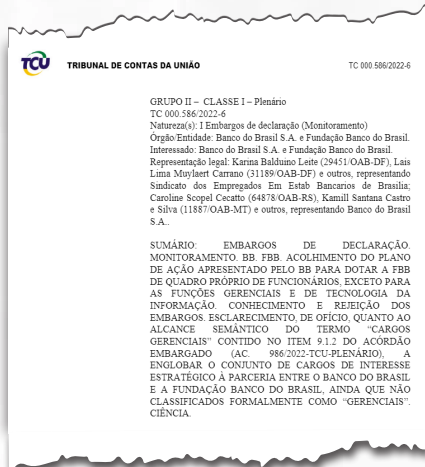 TCU
TRIBUNAL DE CONTAS DA UNIÃO
TC 000.586/2022-6
GRUPO II – CLASSE I – Plenário
TC 000.586/2022-6
Natureza(s): I Embargos de declaração (Monitoramento)
Órgão/Entidade: Banco do Brasil S.A. e Fundação Banco do Brasil.
Interessado: Banco do Brasil S.A. e Fundação Banco do Brasil.
Representação legal: Karina Balduino Leite (29451/OAB-DF), Lais
Lima Muylaert Carrano (31189/OAB-DF) e outros, representando
Sindicato dos Empregados Em Estab Bancarios de Brasilia;
Caroline Scopel Cecatto (64878/OAB-RS), Kamill Santana Castro
e Silva (11887/OAB-MT) e outros, representando Banco do Brasil
S.A..
SUMÁRIO: EMBARGOS DE DECLARAÇÃO.
MONITORAMENTO. BB. FBB. ACOLHIMENTO DO PLANO
DE AÇÃO APRESENTADO PELO BB PARA DOTAR A FBB
DE QUADRO PRÓPRIO DE FUNCIONÁRIOS, EXCETO PARA
AS FUNÇÕES GERENCIAIS E DE TECNOLOGIA DA
INFORMAÇÃO. CONHECIMENTO E REJEIÇÃO DOS
EMBARGOS. ESCLARECIMENTO, DE OFÍCIO, QUANTO AO
ALCANCE SEMÂNTICO DO TERMO “CARGOS
GERENCIAIS” CONTIDO NO ITEM 9.1.2 DO ACÓRDÃO
EMBARGADO (AC. 986/2022-TCU-PLENÁRIO), A
ENGLOBAR O CONJUNTO DE CARGOS DE INTERESSE
ESTRATÉGICO À PARCERIA ENTRE O BANCO DO BRASIL
E A FUNDAÇÃO BANCO DO BRASIL, AINDA QUE NÃO
CLASSIFICADOS FORMALMENTE COMO “GERENCIAIS”.
CIÊNCIA.